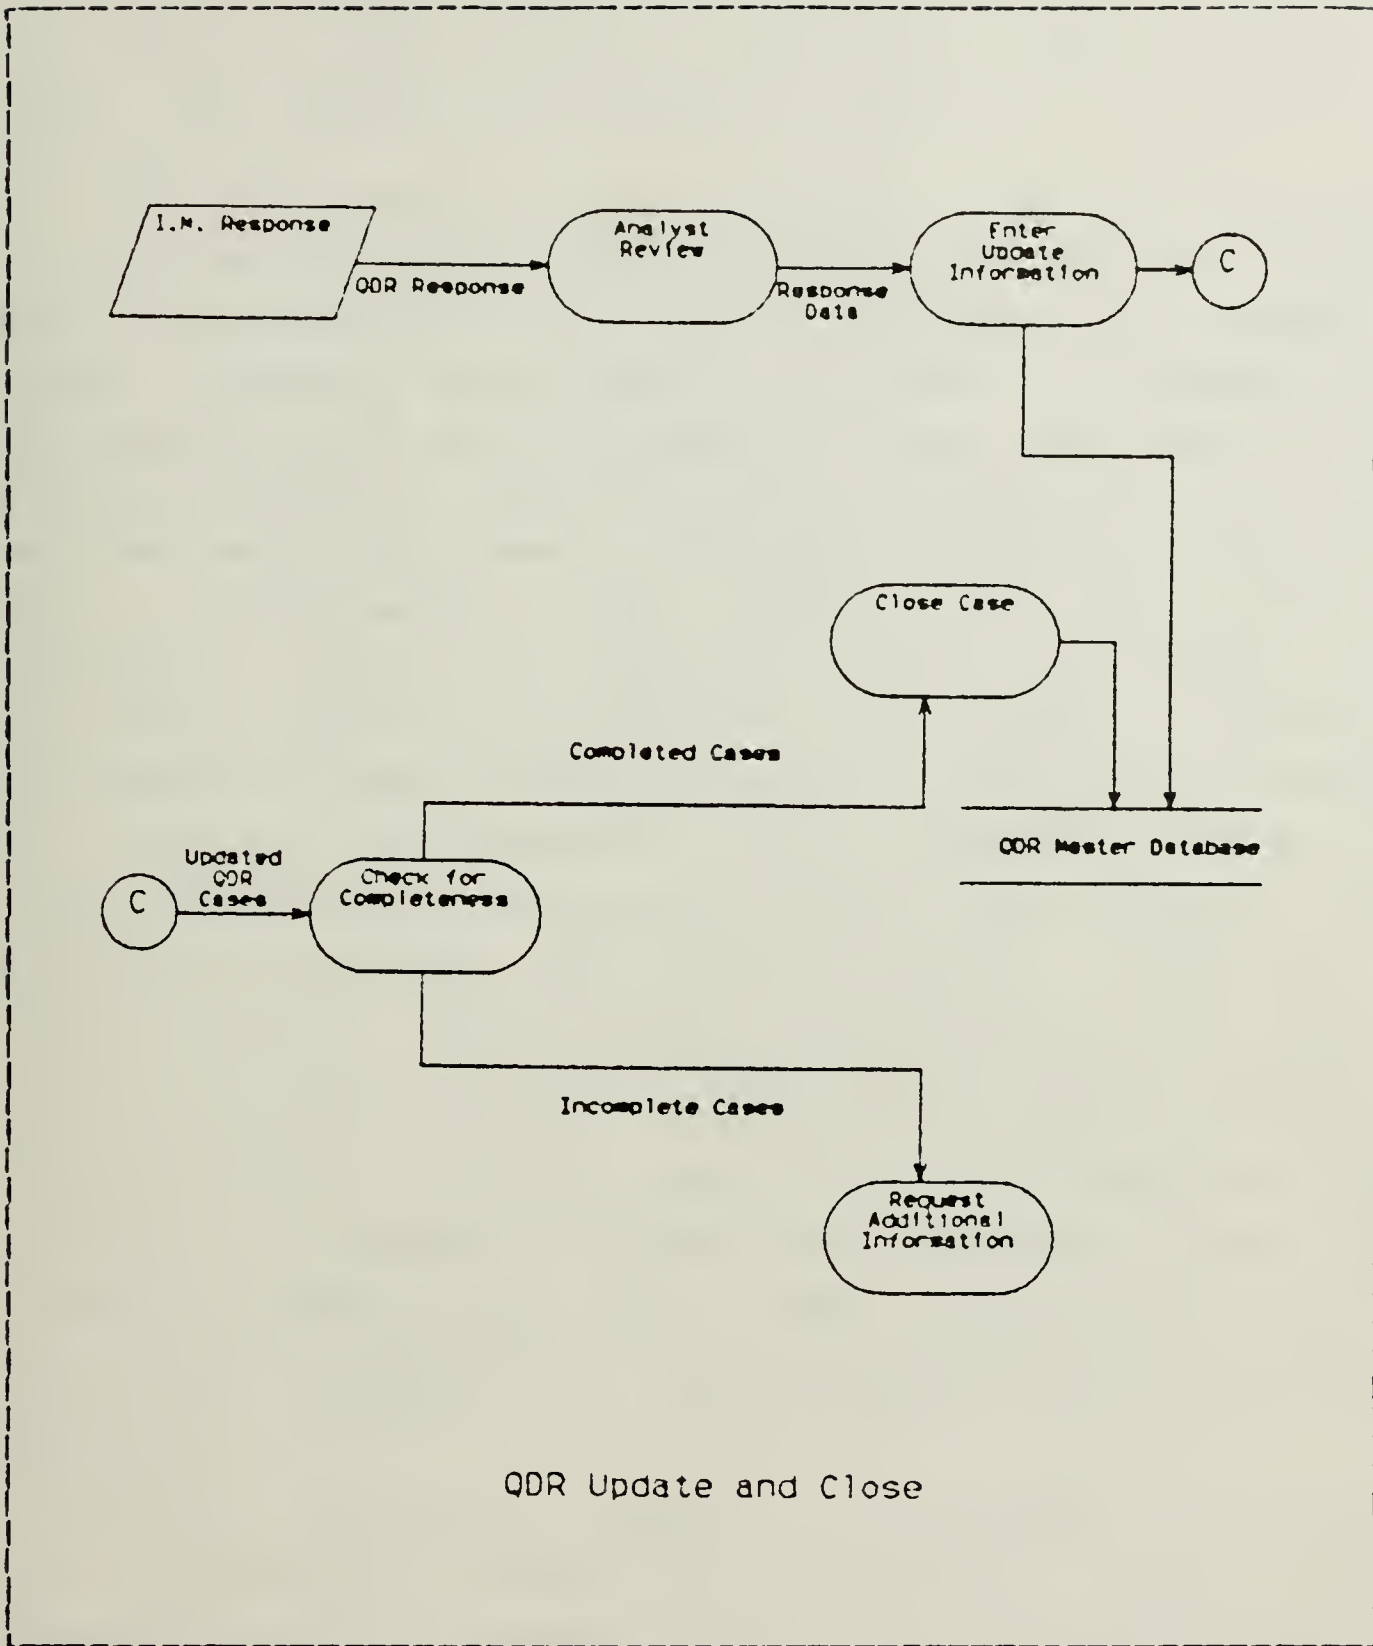 I.M. Response
QDR Response
Analyst
Review
Response
Data
Enter
Update
Information
C
Close Case
Completed Cases
QDR Master Database
C
Updated
QDR
Cases
Check for
Completeness
Incomplete Cases
Request
Additional
Information
QDR Update and Close